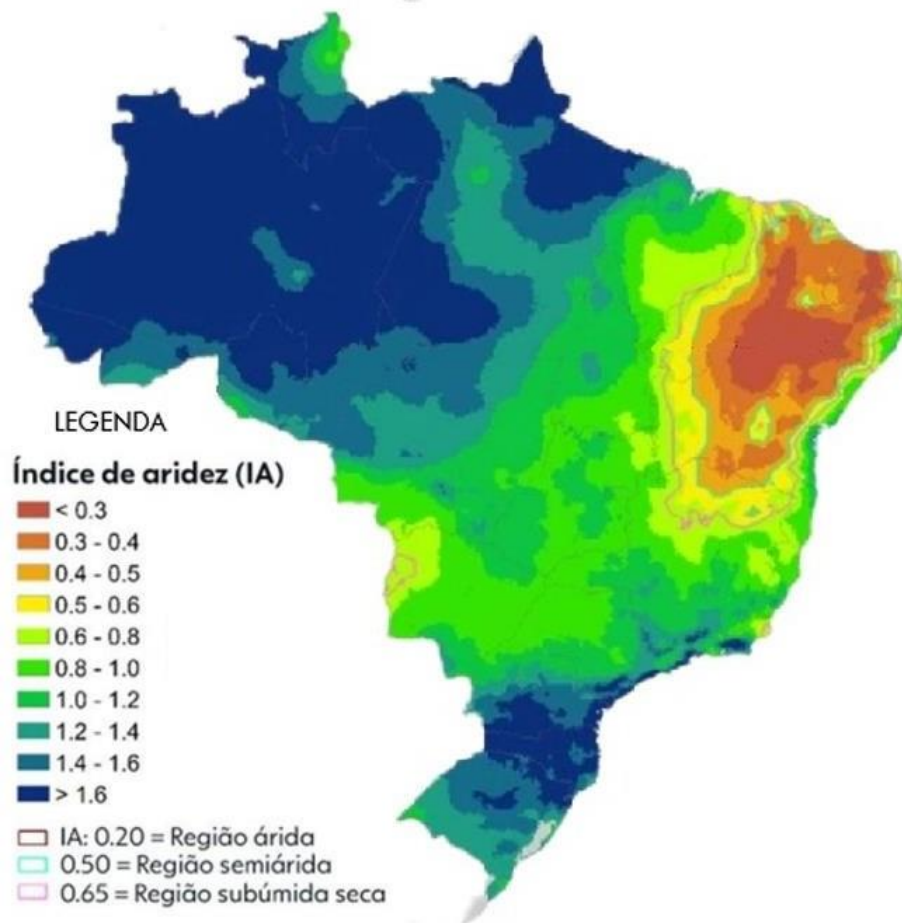 LEGENDA
Índice de aridez (IA)
< 0.3
0.3 - 0.4
0.4 - 0.5
0.5 - 0.6
0.6 - 0.8
0.8 - 1.0
1.0 - 1.2
1.2 - 1.4
1.4 - 1.6
> 1.6
IA: 0.20 = Região árida
0.50 = Região semiárida
0.65 = Região subúmida seca